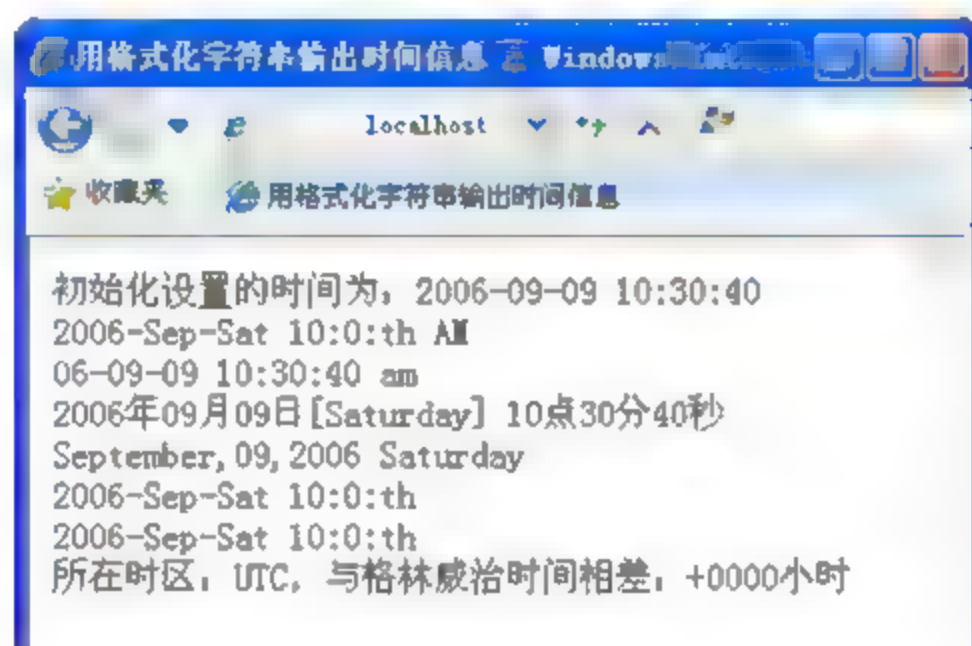 用格式化字符串输出时间信息 Windows
localhost
收藏夹 用格式化字符串输出时间信息
初始化设置的时间为：2006-09-09 10:30:40
2006-Sep-Sat 10:0:th AM
06-09-09 10:30:40 am
2006年09月09日[Saturday] 10点30分40秒
September,09,2006 Saturday
2006-Sep-Sat 10:0:th
2006-Sep-Sat 10:0:th
所在时区：UTC，与格林威治时间相差：+0000小时